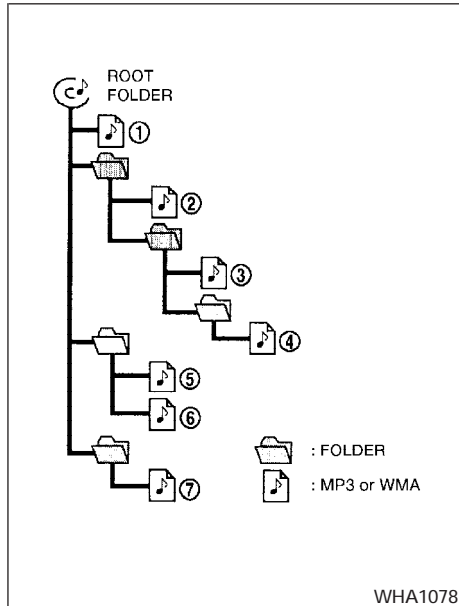 ROOT
FOLDER
①
②
③
④
⑤
⑥
: FOLDER
⑦
: MP3 or WMA
WHA1078